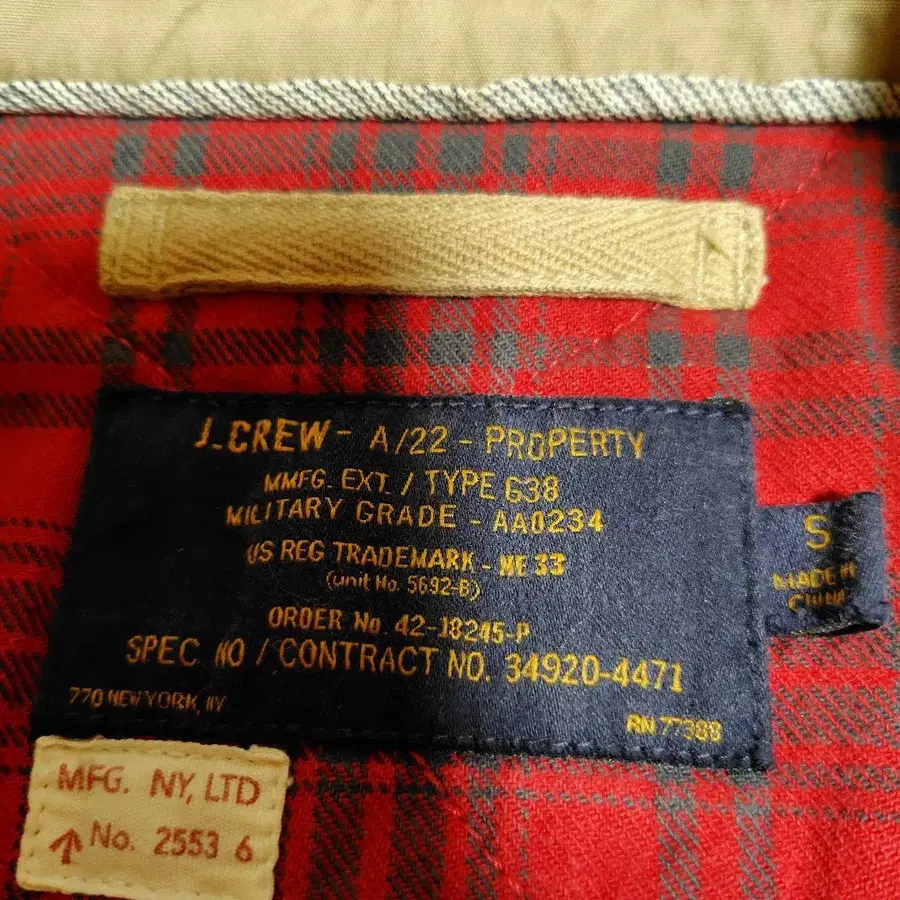 J.CREW - A/22 - PROPERTY
MMFG. EXT. / TYPE G38
MILITARY GRADE - AA0234
US REG TRADEMARK - NE 33
(unit No. 5692-B)
ORDER No. 42-18245-P
SPEC NO / CONTRACT NO. 34920-4471
770 NEW YORK, NY
RN 77388
S
MADE IN
CHINA
MFG. NY, LTD
↑ No. 2553 6